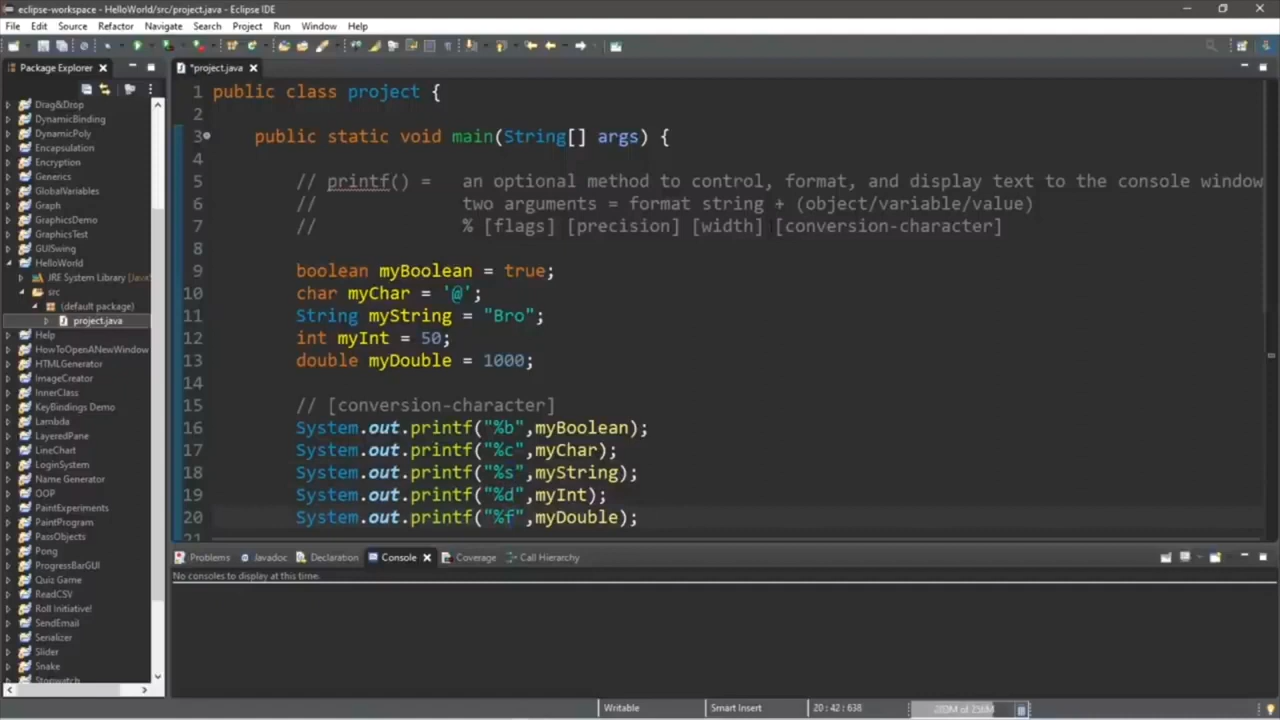 eclipse-workspace - HelloWorld/src/project.java - Eclipse IDE
File Edit Source Refactor Navigate Search Project Run Window Help
Package Explorer
Drag&Drop
DynamicBinding
DynamicPoly
Encapsulation
Encryption
Generics
GlobalVariables
Graph
GraphicsDemo
GraphicsTest
GUISwing
HelloWorld
JRE System Library [Java
src
(default package)
project.java
Help
HowToOpenANewWindow
HTMLGenerator
ImageCreator
InnerClass
KeyBindings Demo
Lambda
LayeredPane
LineChart
LoginSystem
Name Generator
OOP
PaintExperiments
PaintProgram
PassObjects
Pong
ProgressBarGUI
Quiz Game
ReadCSV
Roll Initiative!
SendEmail
Serializer
Slider
Snake
Stopwatch
*project.java
1 public class project {
2
3 public static void main(String[] args) {
4
5 // printf() = an optional method to control, format, and display text to the console window
6 // two arguments = format string + (object/variable/value)
7 // % [flags] [precision] [width] [conversion-character]
8
9 boolean myBoolean = true;
10 char myChar = '@';
11 String myString = "Bro";
12 int myInt = 50;
13 double myDouble = 1000;
14
15 // [conversion-character]
16 System.out.printf("%b",myBoolean);
17 System.out.printf("%c",myChar);
18 System.out.printf("%s",myString);
19 System.out.printf("%d",myInt);
20 System.out.printf("%f",myDouble);
21
Problems Javadoc Declaration Console Coverage Call Hierarchy
No consoles to display at this time.
Writable Smart Insert 20 : 42 : 638